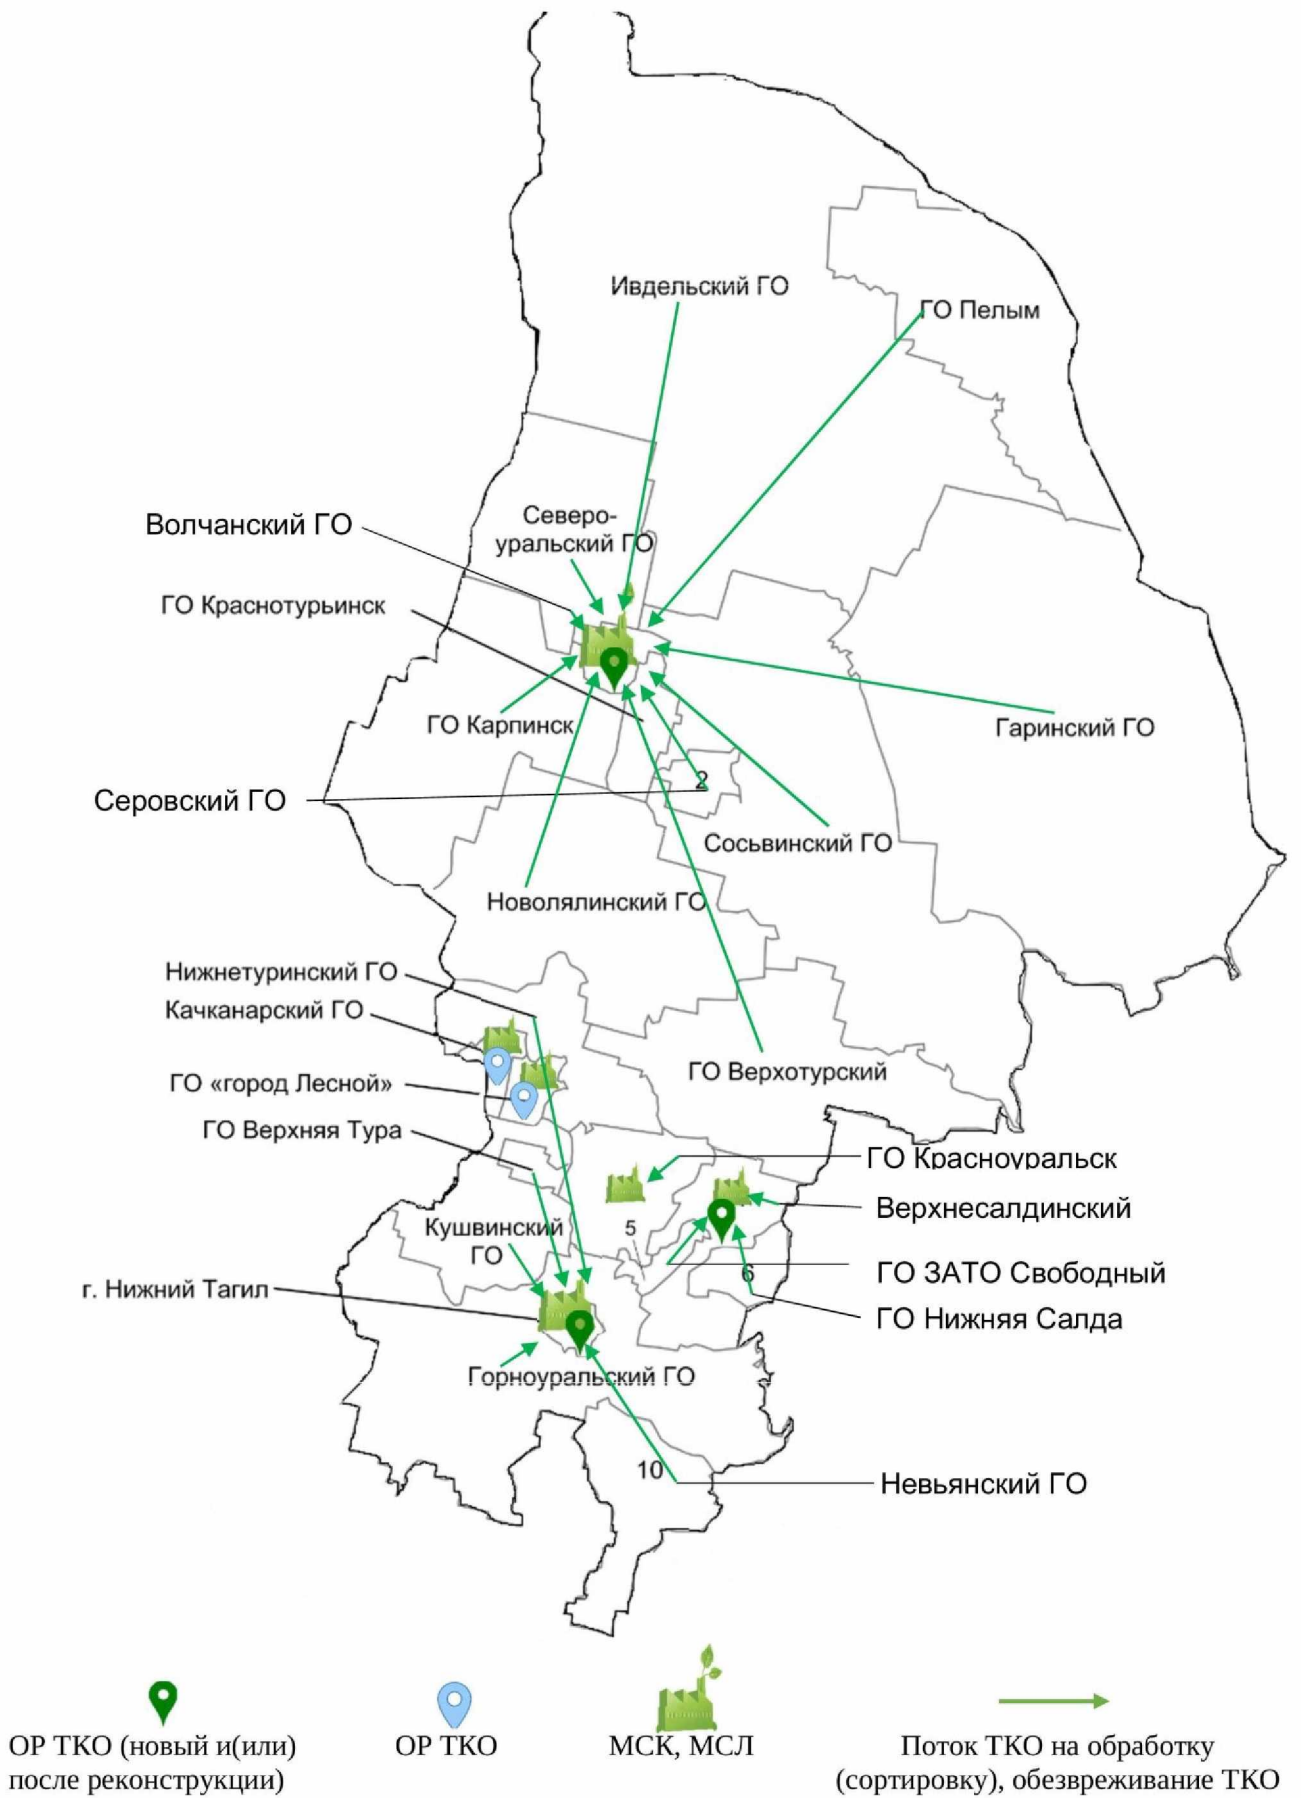 Ивдельский ГО
ГО Пелым
Северо-
уральский ГО
Волчанский ГО
ГО Краснотурьинск
ГО Карпинск
Гаринский ГО
2
Серовский ГО
Сосьвинский ГО
Новолялинский ГО
Нижнетуринский ГО
Качканарский ГО
ГО Верхотурский
ГО «город Лесной»
ГО Верхняя Тура
ГО Красноуральск
Верхнесалдинский
Кушвинский
ГО
5
6
ГО ЗАТО Свободный
г. Нижний Тагил
ГО Нижняя Салда
Горноуральский ГО
10
Невьянский ГО
ОР ТКО (новый и(или)
после реконструкции)
ОР ТКО
МСК, МСЛ
Поток ТКО на обработку
(сортировку), обезвреживание ТКО